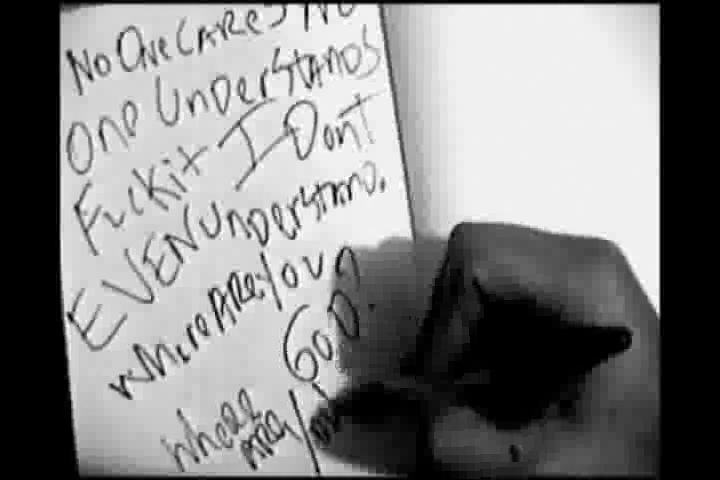 No ONe CAReS No
One UnDerStANDS
Fuck it I Dont
EVEN UnDerStAND.
where ARe you
GoD?
where
ARe